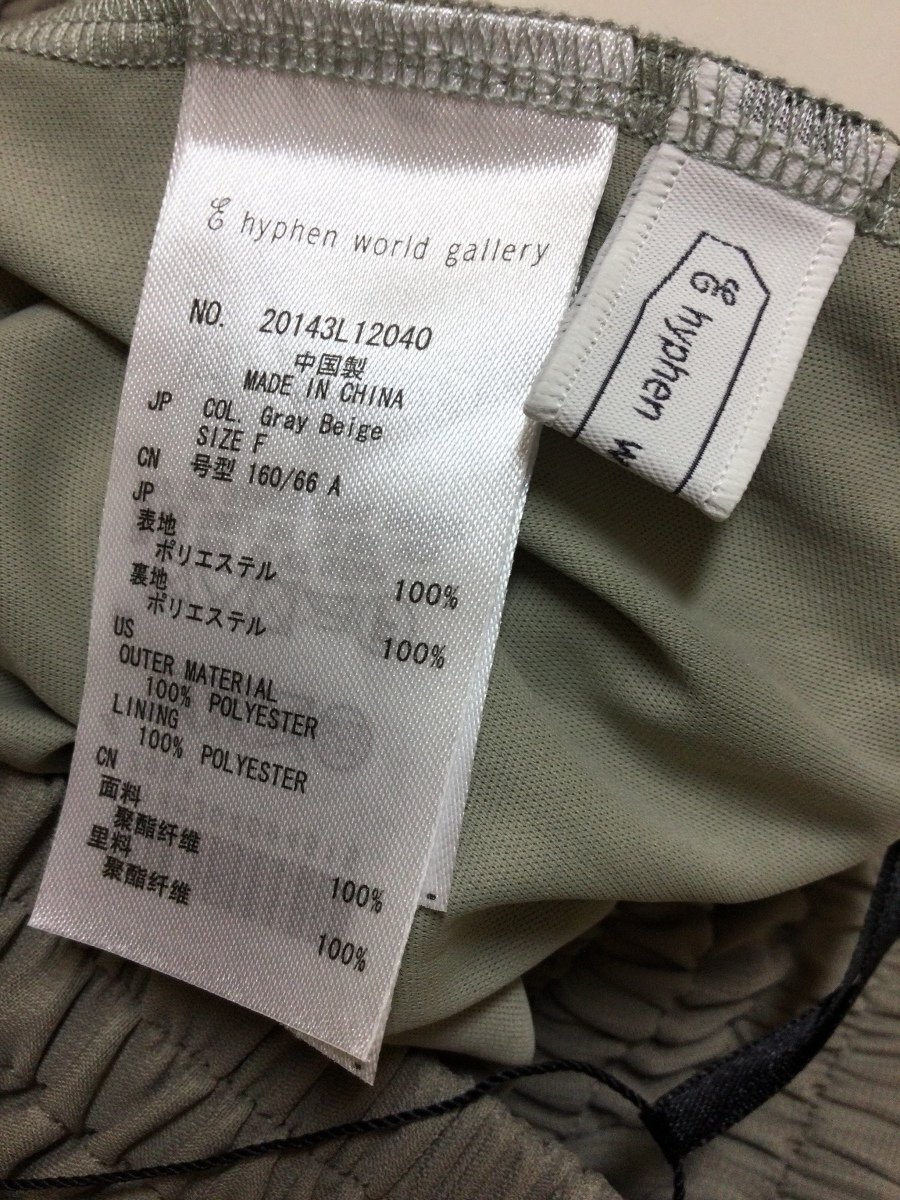 E hyphen world gallery
NO. 20143L12040
中国製
MADE IN CHINA
JP COL. Gray Beige
SIZE F
CN 号型 160/66 A
JP
表地
ポリエステル 100%
裏地
ポリエステル 100%
US
OUTER MATERIAL
100% POLYESTER
LINING
100% POLYESTER
CN
面料
聚酯纤维 100%
里料
聚酯纤维 100%
E hyphen w